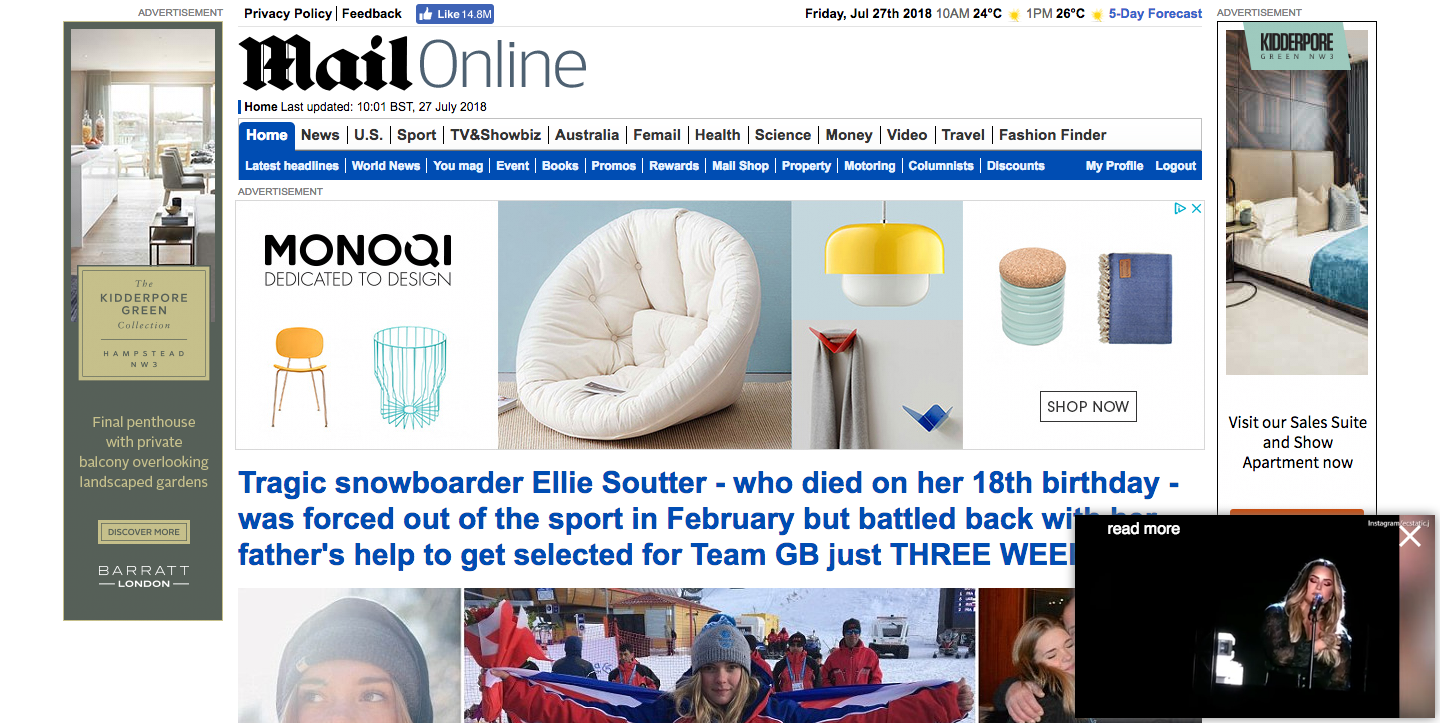 ADVERTISEMENT
Privacy Policy
Feedback
Like 14.8M
Friday, Jul 27th 2018 10AM 24°C 1PM 26°C 5-Day Forecast
ADVERTISEMENT
Mail Online
Home Last updated: 10:01 BST, 27 July 2018
Home News U.S. Sport TV&Showbiz Australia Femail Health Science Money Video Travel Fashion Finder
Latest headlines World News You mag Event Books Promos Rewards Mail Shop Property Motoring Columnists Discounts My Profile Logout
ADVERTISEMENT
The
KIDDERPORE
GREEN
Collection
HAMPSTEAD
NW3
Final penthouse
with private
balcony overlooking
landscaped gardens
DISCOVER MORE
BARRATT
LONDON
MONOQI
DEDICATED TO DESIGN
SHOP NOW
KIDDERPORE
GREEN NW3
Visit our Sales Suite
and Show
Apartment now
Tragic snowboarder Ellie Soutter - who died on her 18th birthday -
was forced out of the sport in February but battled back with her
father's help to get selected for Team GB just THREE
read more